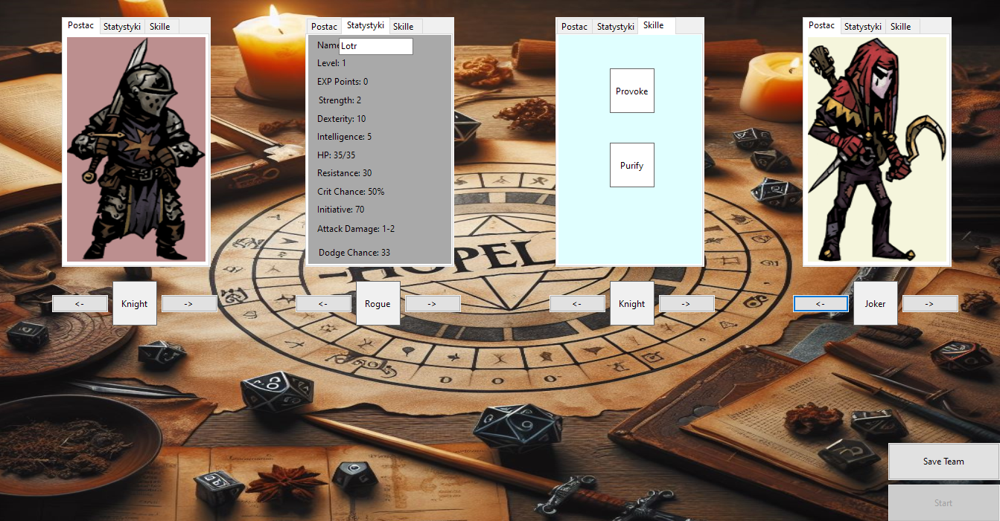 Postac Statystyki Skille
Postac Statystyki Skille
Name Lotr
Level: 1
EXP Points: 0
Strength: 2
Dexterity: 10
Intelligence: 5
HP: 35/35
Resistance: 30
Crit Chance: 50%
Initiative: 70
Attack Damage: 1-2
Dodge Chance: 33
Postac Statystyki Skille
Provoke
Purify
Postac Statystyki Skille
HOPEL
<- Knight ->
<- Rogue ->
<- Knight ->
<- Joker ->
Save Team
Start